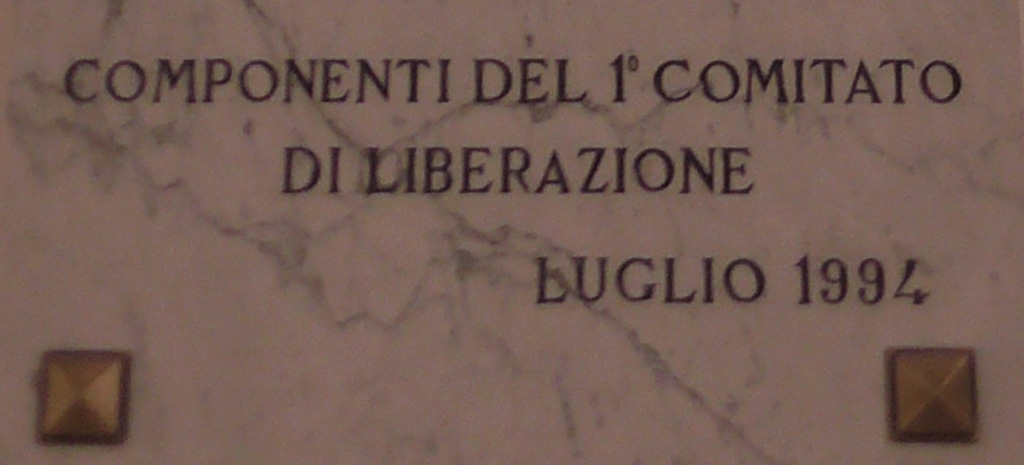 COMPONENTI DEL 1° COMITATO
DI LIBERAZIONE
LUGLIO 1994